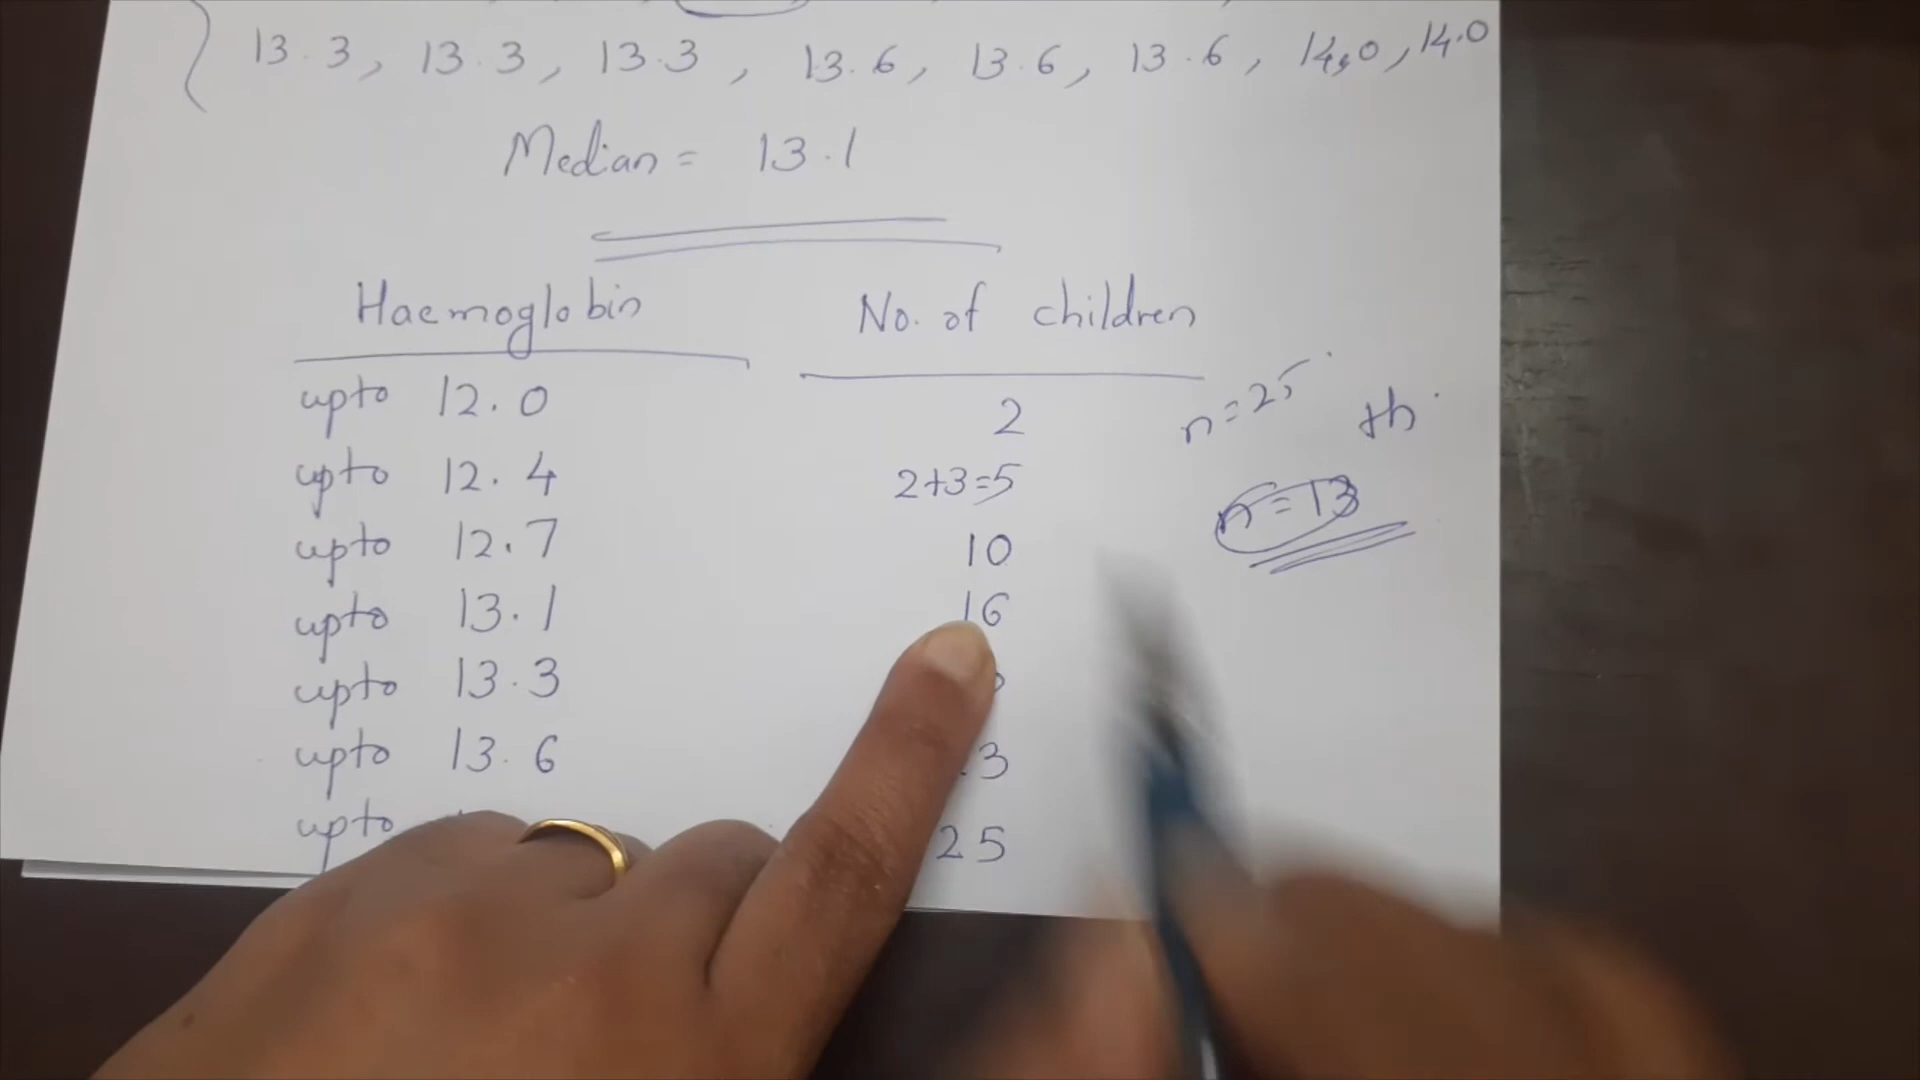 13.3, 13.3, 13.3, 13.6, 13.6, 13.6, 14.0, 14.0
Median = 13.1
Haemoglobin No. of children
upto 12.0 2
upto 12.4 2+3=5
upto 12.7 10
upto 13.1 16
upto 13.3
upto 13.6 3
upto 25
n=25
th
n=13